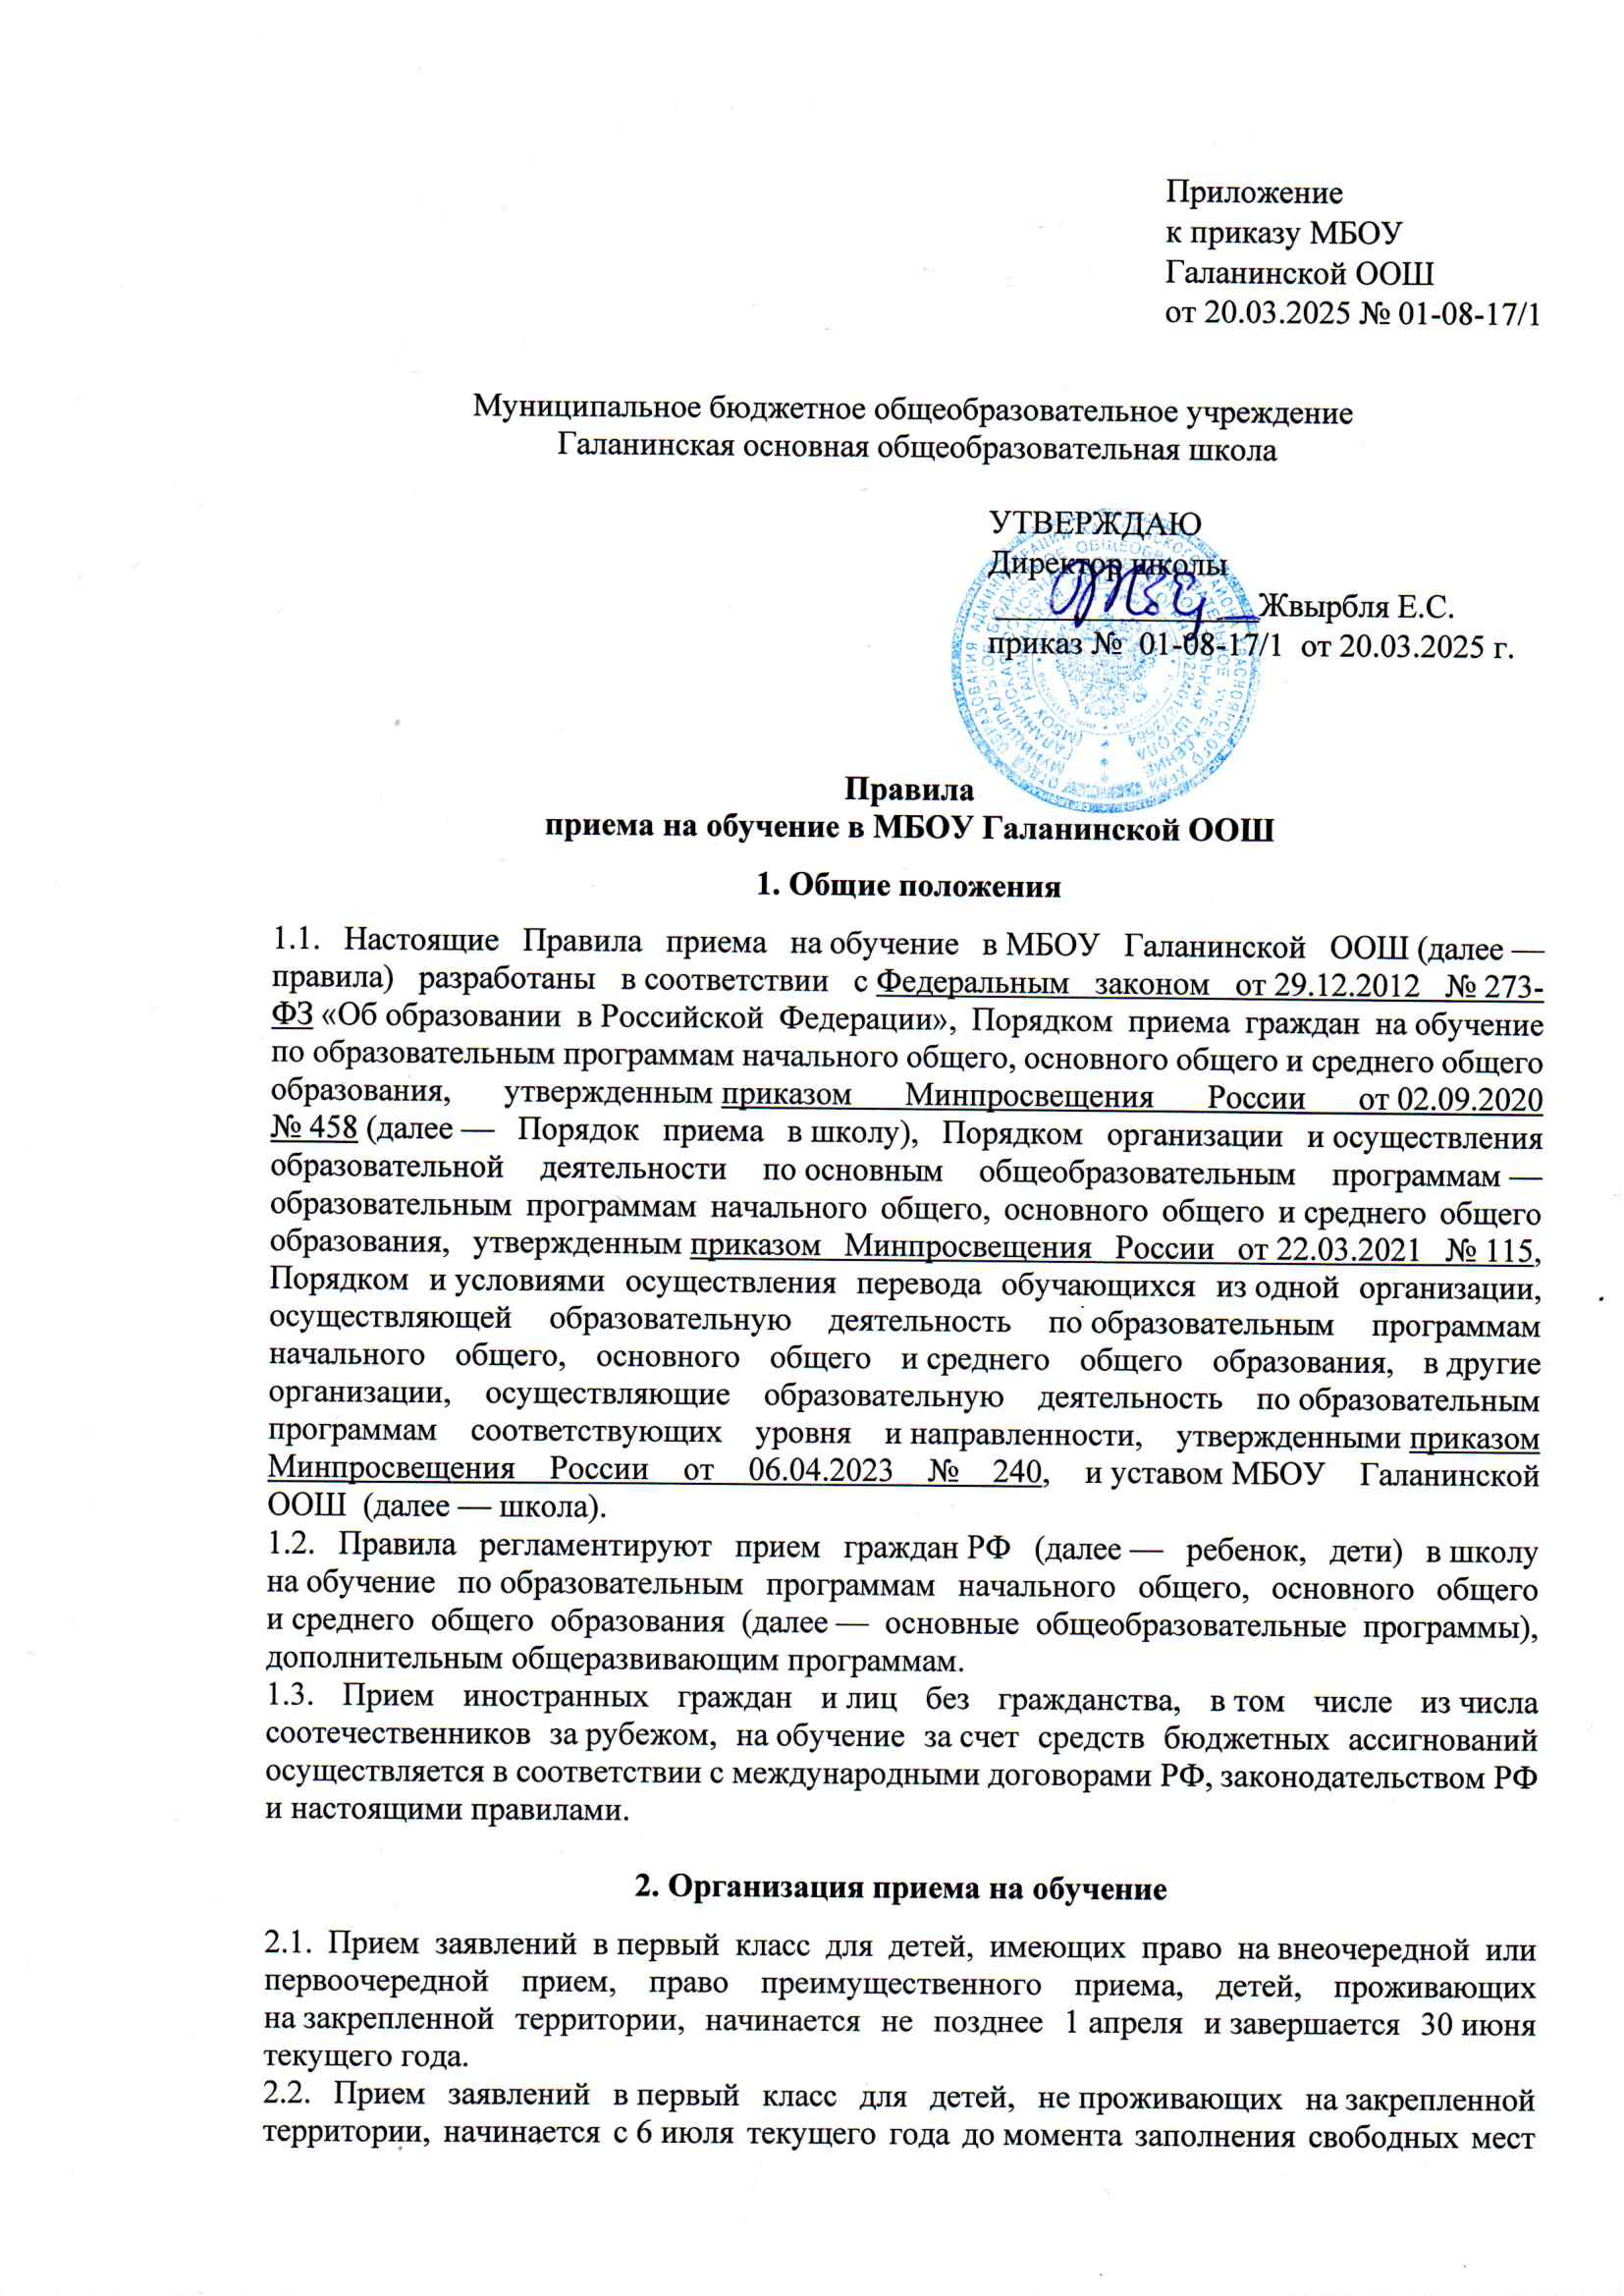 Приложение
к приказу МБОУ
Галанинской ООШ
от 20.03.2025 № 01-08-17/1
Муниципальное бюджетное общеобразовательное учреждение
Галанинская основная общеобразовательная школа
УТВЕРЖДАЮ
Директор школы
Жвырбля Е.С.
приказ № 01-08-17/1 от 20.03.2025 г.
Правила
приема на обучение в МБОУ Галанинской ООШ
1. Общие положения
1.1. Настоящие Правила приема на обучение в МБОУ Галанинской ООШ (далее —
правила) разработаны в соответствии с Федеральным законом от 29.12.2012 № 273-
ФЗ «Об образовании в Российской Федерации», Порядком приема граждан на обучение
по образовательным программам начального общего, основного общего и среднего общего
образования, утвержденным приказом Минпросвещения России от 02.09.2020
№ 458 (далее — Порядок приема в школу), Порядком организации и осуществления
образовательной деятельности по основным общеобразовательным программам —
образовательным программам начального общего, основного общего и среднего общего
образования, утвержденным приказом Минпросвещения России от 22.03.2021 № 115,
Порядком и условиями осуществления перевода обучающихся из одной организации,
осуществляющей образовательную деятельность по образовательным программам
начального общего, основного общего и среднего общего образования, в другие
организации, осуществляющие образовательную деятельность по образовательным
программам соответствующих уровня и направленности, утвержденными приказом
Минпросвещения России от 06.04.2023 № 240, и уставом МБОУ Галанинской
ООШ (далее — школа).
1.2. Правила регламентируют прием граждан РФ (далее — ребенок, дети) в школу
на обучение по образовательным программам начального общего, основного общего
и среднего общего образования (далее — основные общеобразовательные программы),
дополнительным общеразвивающим программам.
1.3. Прием иностранных граждан и лиц без гражданства, в том числе из числа
соотечественников за рубежом, на обучение за счет средств бюджетных ассигнований
осуществляется в соответствии с международными договорами РФ, законодательством РФ
и настоящими правилами.
2. Организация приема на обучение
2.1. Прием заявлений в первый класс для детей, имеющих право на внеочередной или
первоочередной прием, право преимущественного приема, детей, проживающих
на закрепленной территории, начинается не позднее 1 апреля и завершается 30 июня
текущего года.
2.2. Прием заявлений в первый класс для детей, не проживающих на закрепленной
территории, начинается с 6 июля текущего года до момента заполнения свободных мест